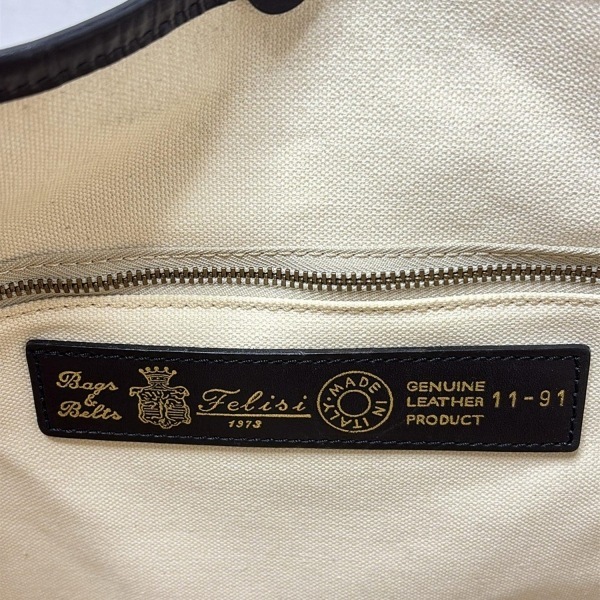 Bags
&
Belts
Felisi
1973
MADE IN
ITALY
GENUINE
LEATHER
PRODUCT
11-91